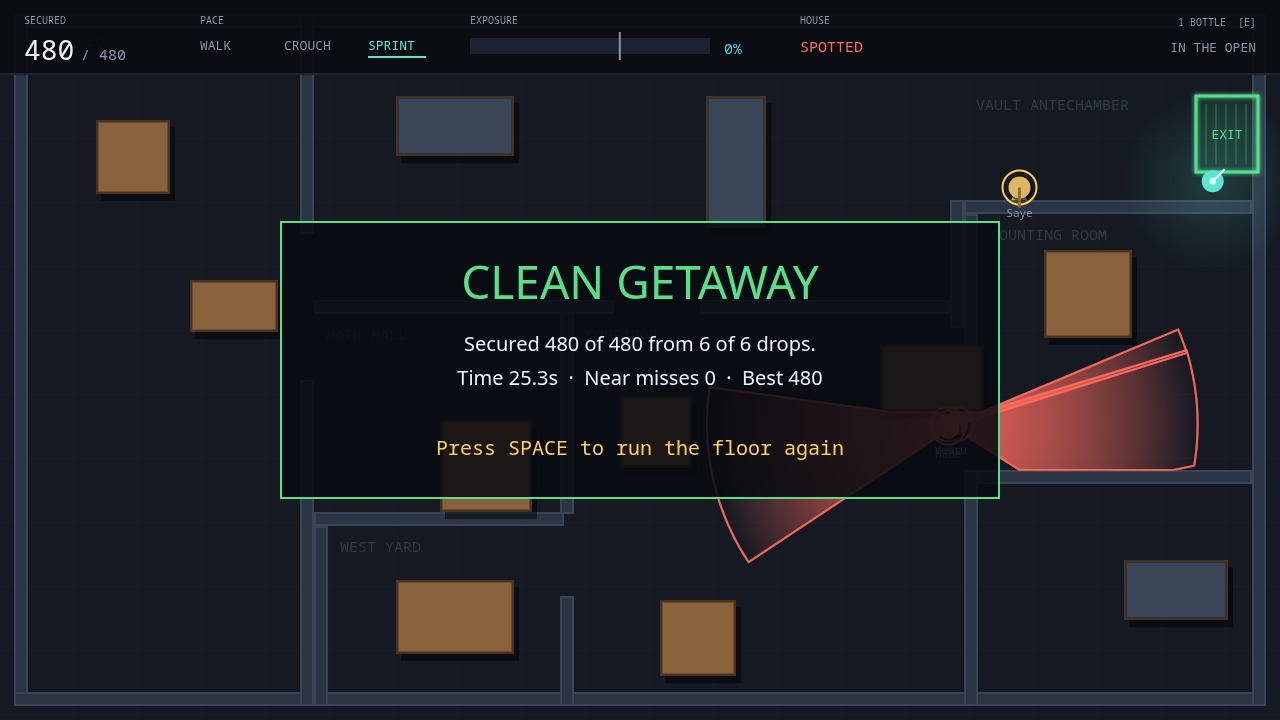 SECURED
PACE
EXPOSURE
HOUSE
1 BOTTLE [E]
480 / 480
WALK
CROUCH
SPRINT
0%
SPOTTED
IN THE OPEN
VAULT ANTECHAMBER
EXIT
Saye
COUNTING ROOM
CLEAN GETAWAY
Secured 480 of 480 from 6 of 6 drops.
Time 25.3s · Near misses 0 · Best 480
Press SPACE to run the floor again
WEST YARD